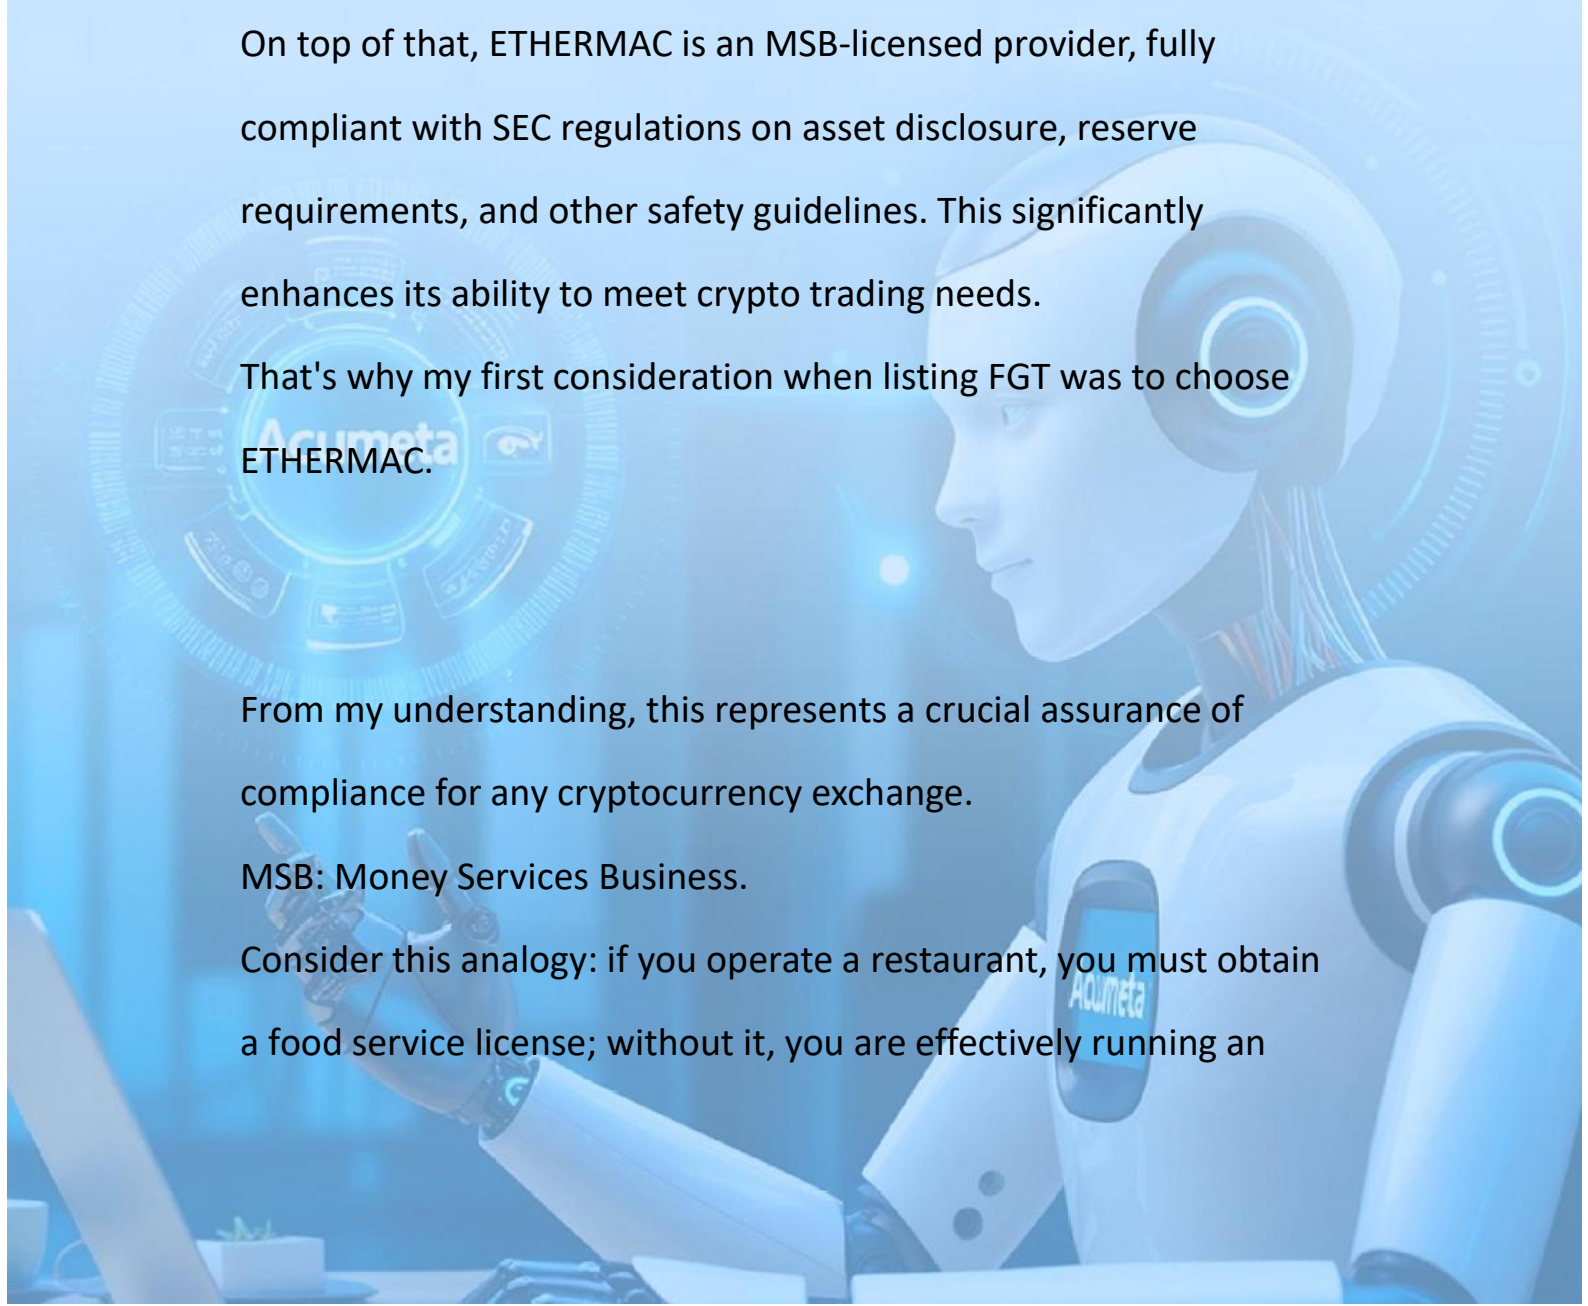 On top of that, ETHERMAC is an MSB-licensed provider, fully
compliant with SEC regulations on asset disclosure, reserve
requirements, and other safety guidelines. This significantly
enhances its ability to meet crypto trading needs.
That's why my first consideration when listing FGT was to choose
Acumeta
ETHERMAC.
From my understanding, this represents a crucial assurance of
compliance for any cryptocurrency exchange.
MSB: Money Services Business.
Consider this analogy: if you operate a restaurant, you must obtain
Acumeta
a food service license; without it, you are effectively running an